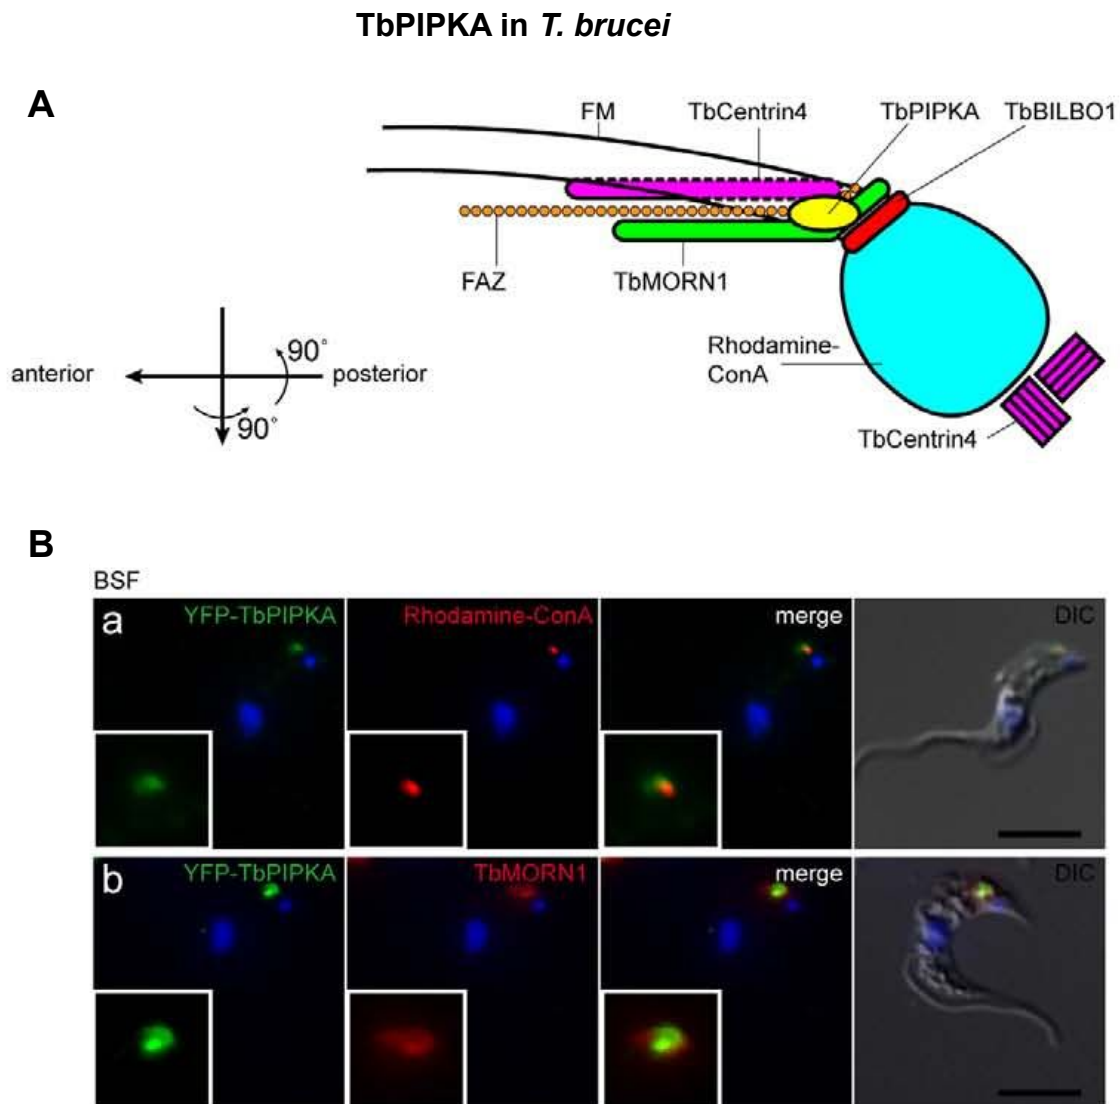 TbPIPKA in T. brucei
A
FM
TbCentrin4
TbPIPKA
TbBILBO1
FAZ
TbMORN1
90°
anterior
posterior
90°
Rhodamine-
ConA
TbCentrin4
B
BSF
a
YFP-TbPIPKA
Rhodamine-ConA
merge
DIC
b
YFP-TbPIPKA
TbMORN1
merge
DIC